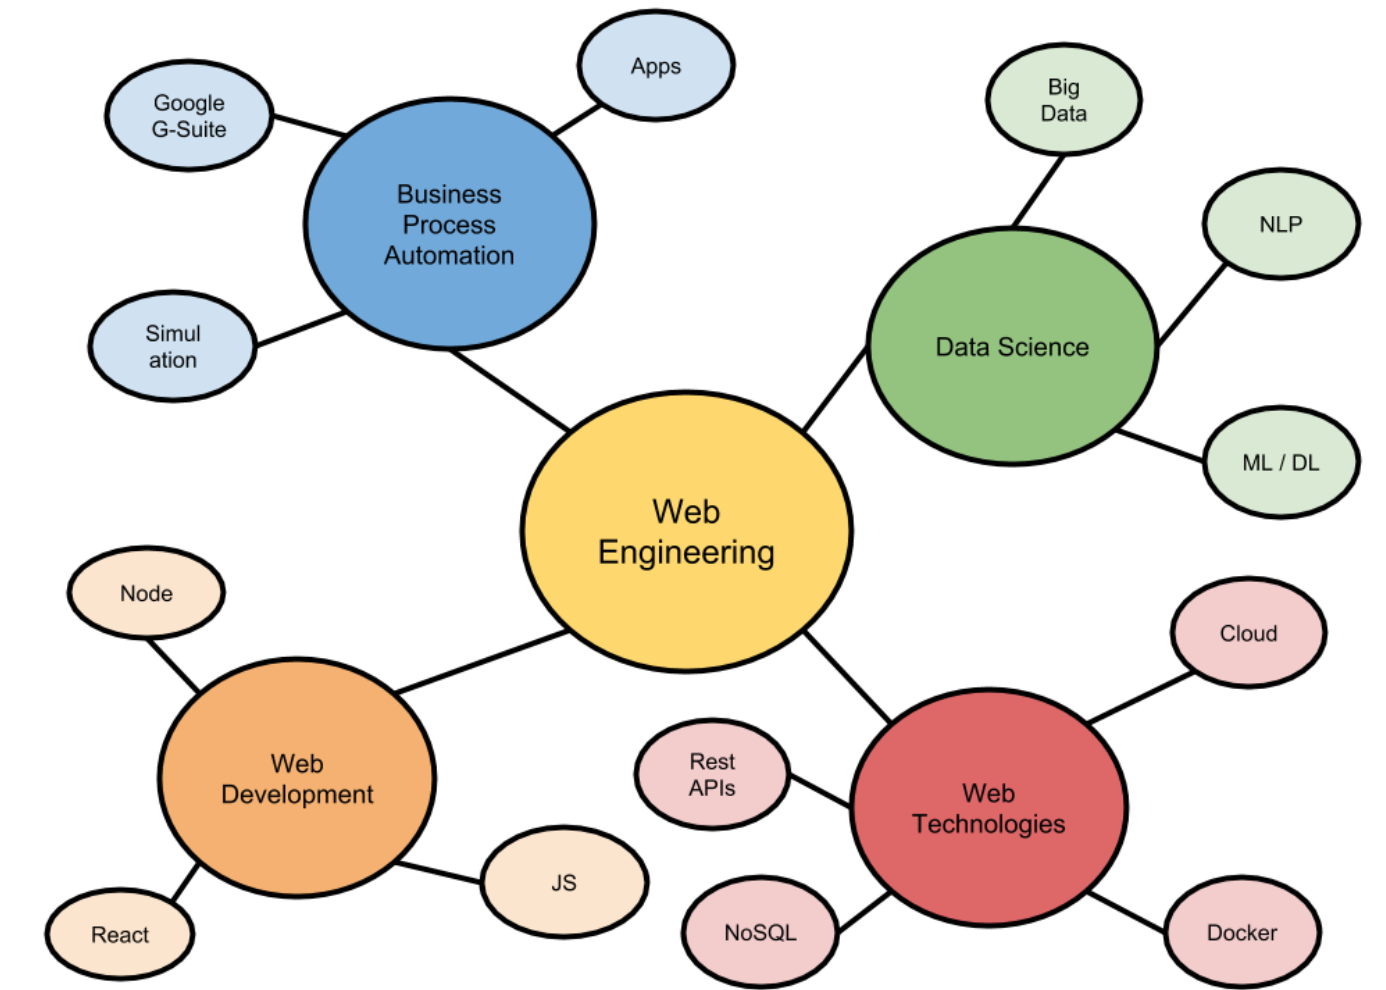 Google
G-Suite
Apps
Business
Process
Automation
Simul
ation
Big
Data
NLP
Data Science
ML / DL
Web
Engineering
Node
Web
Development
React
JS
Cloud
Rest
APIs
Web
Technologies
NoSQL
Docker